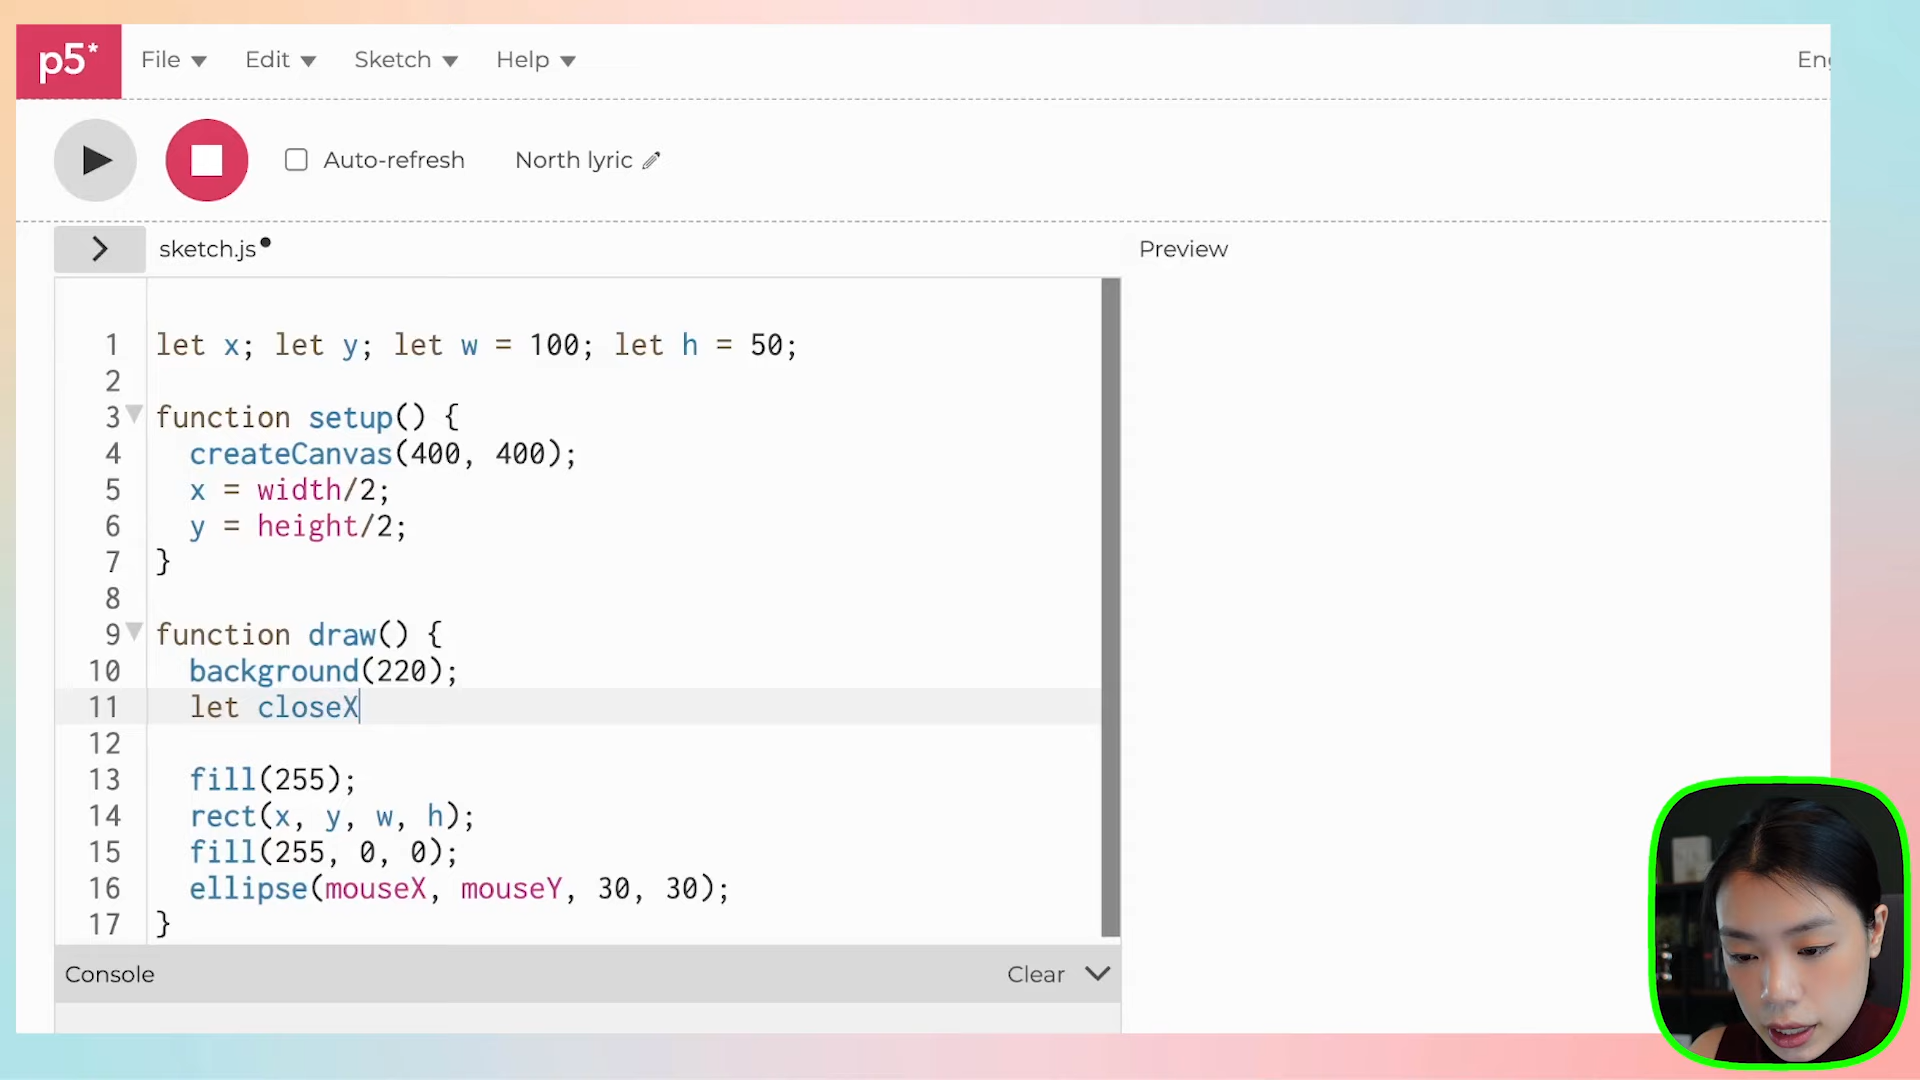 p5*
File Edit Sketch Help
Auto-refresh North lyric
sketch.js
Preview
1 let x; let y; let w = 100; let h = 50;
2
3 function setup() {
4 createCanvas(400, 400);
5 x = width/2;
6 y = height/2;
7 }
8
9 function draw() {
10 background(220);
11 let closeX
12
13 fill(255);
14 rect(x, y, w, h);
15 fill(255, 0, 0);
16 ellipse(mouseX, mouseY, 30, 30);
17 }
Console Clear